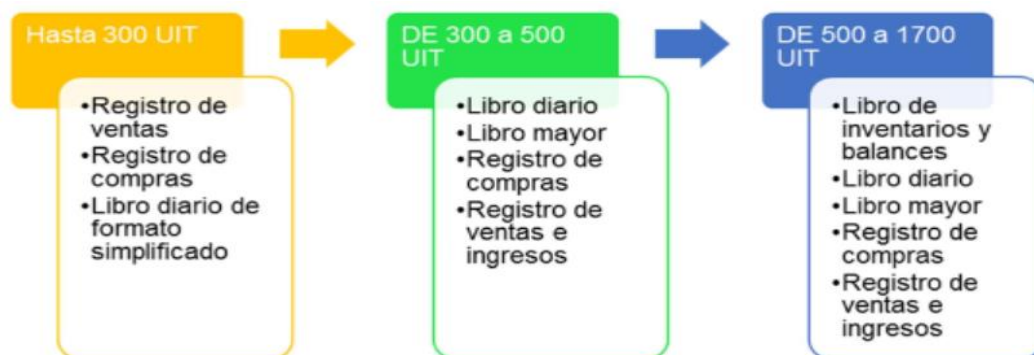 Hasta 300 UIT
•Registro de
ventas
•Registro de
compras
•Libro diario de
formato
simplificado
DE 300 a 500
UIT
•Libro diario
•Libro mayor
•Registro de
compras
•Registro de
ventas e
ingresos
DE 500 a 1700
UIT
•Libro de
inventarios y
balances
•Libro diario
•Libro mayor
•Registro de
compras
•Registro de
ventas e
ingresos